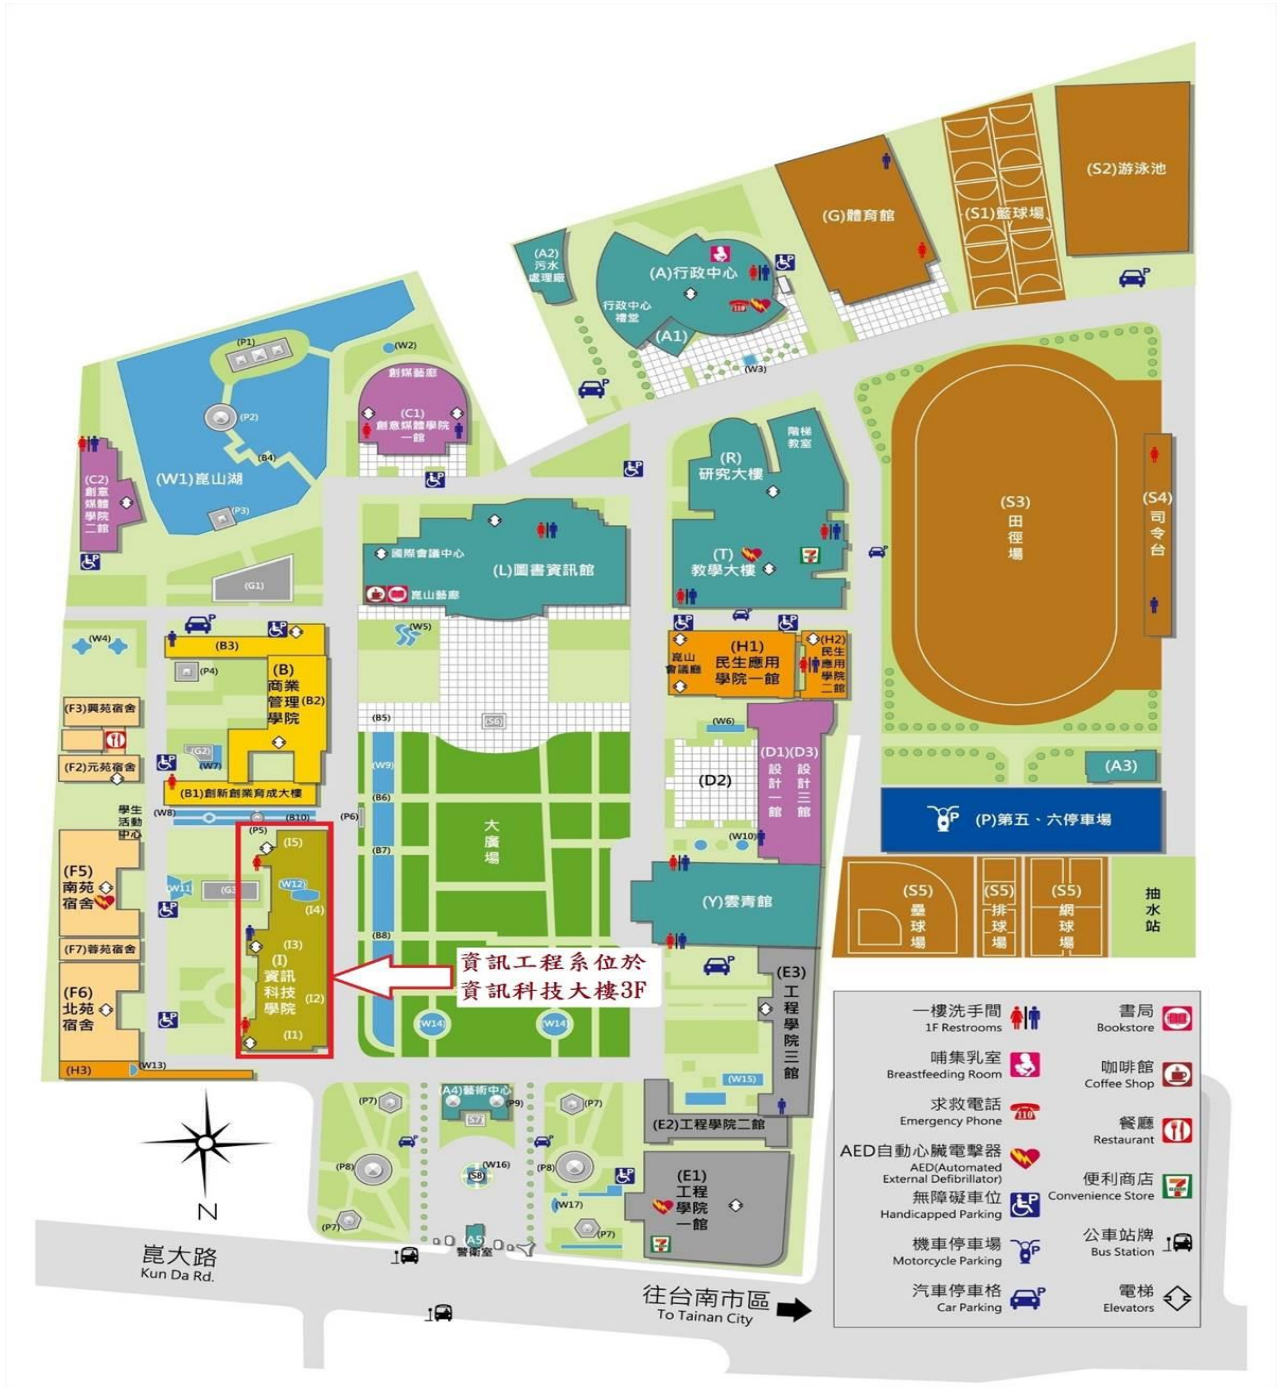 (S2)游泳池
(S1)籃球場
(G)體育館
(A2)
污水
處理廠
(A)行政中心
行政中心
禮堂
(A1)
110
(W3)
(P1)
(P2)
(B4)
(W1)崑山湖
(P3)
(W2)
創媒藝廊
(C1)
創意媒體學院
一館
(C2)
創意
媒體
學院
二館
(G1)
階梯
教室
(R)
研究大樓
(T)
教學大樓
(S3)
田徑場
(S4)
司令台
國際會議中心
(L)圖書資訊館
崑山藝廊
(W5)
(W4)
(B3)
(P4)
(B)
商業
管理
學院
(B2)
(H1)
民生應用
學院一館
崑山
會議廳
(H2)
民生
應用
學院
二館
(F3)興苑宿舍
(F2)元苑宿舍
(G2)
(W7)
(B1)創新創業育成大樓
(B5)
(S6)
(W6)
(W9)
(D1)
設計一館
(D3)
設計三館
(D2)
(A3)
(P)第五、六停車場
學生
活動
中心
(W8)
(B10)
(P5)
(P6)
(B6)
(B7)
(B8)
大廣場
(W10)
(F5)
南苑
宿舍
(W11)
(G3)
(I5)
(W12)
(I4)
(I3)
(I)
資訊
科技
學院
(I2)
(I1)
(Y)雲青館
(S5)
壘球場
(S5)
排球場
(S5)
網球場
抽水站
(F7)蓉苑宿舍
(F6)
北苑
宿舍
資訊工程系位於
資訊科技大樓3F
(E3)
工程學院三館
(W14)
(W14)
(H3)
(W13)
(W15)
(A4)藝術中心
(P7)
(P9)
(P7)
(S7)
(E2)工程學院二館
(P8)
(W16)
(S8)
(P8)
(E1)
工程
學院
一館
(W17)
(P7)
(P7)
(A5)
警衛室
N
崑大路
Kun Da Rd.
往台南市區
To Tainan City
一樓洗手間
1F Restrooms
哺集乳室
Breastfeeding Room
求救電話
Emergency Phone
110
AED自動心臟電擊器
AED(Automated
External Defibrillator)
無障礙車位
Handicapped Parking
機車停車場
Motorcycle Parking
汽車停車格
Car Parking
書局
Bookstore
咖啡館
Coffee Shop
餐廳
Restaurant
便利商店
Convenience Store
公車站牌
Bus Station
電梯
Elevators